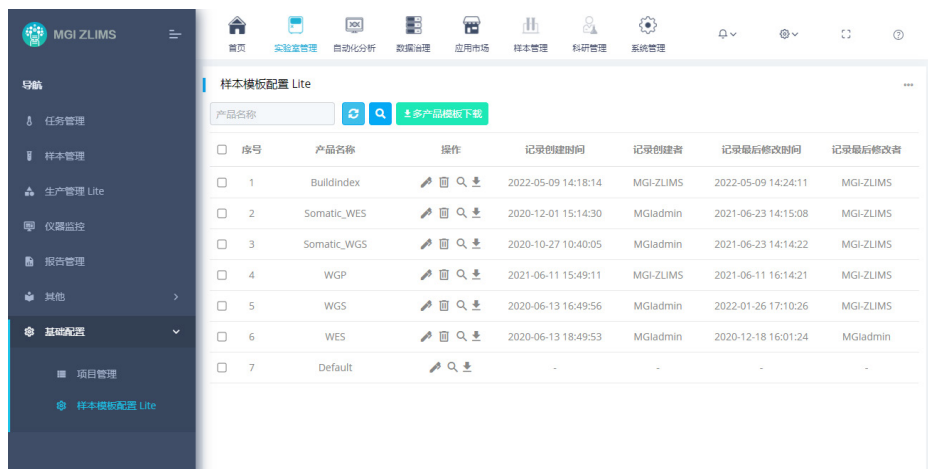 MGI ZLIMS
首页
实验室管理
自动化分析
数据治理
应用市场
样本管理
科研管理
系统管理
导航
任务管理
样本管理
生产管理 Lite
仪器监控
报告管理
其他
基础配置
项目管理
样本模板配置 Lite
样本模板配置 Lite
产品名称
多产品模板下载
序号 产品名称 操作 记录创建时间 记录创建者 记录最后修改时间 记录最后修改者
1 Buildindex 2022-05-09 14:18:14 MGI-ZLIMS 2022-05-09 14:24:11 MGI-ZLIMS
2 Somatic_WES 2020-12-01 15:14:30 MGIadmin 2021-06-23 14:15:08 MGI-ZLIMS
3 Somatic_WGS 2020-10-27 10:40:05 MGIadmin 2021-06-23 14:14:22 MGI-ZLIMS
4 WGP 2021-06-11 15:49:11 MGI-ZLIMS 2021-06-11 16:14:21 MGI-ZLIMS
5 WGS 2020-06-13 16:49:56 MGIadmin 2022-01-26 17:10:26 MGI-ZLIMS
6 WES 2020-06-13 18:49:53 MGIadmin 2020-12-18 16:01:24 MGIadmin
7 Default - - - -